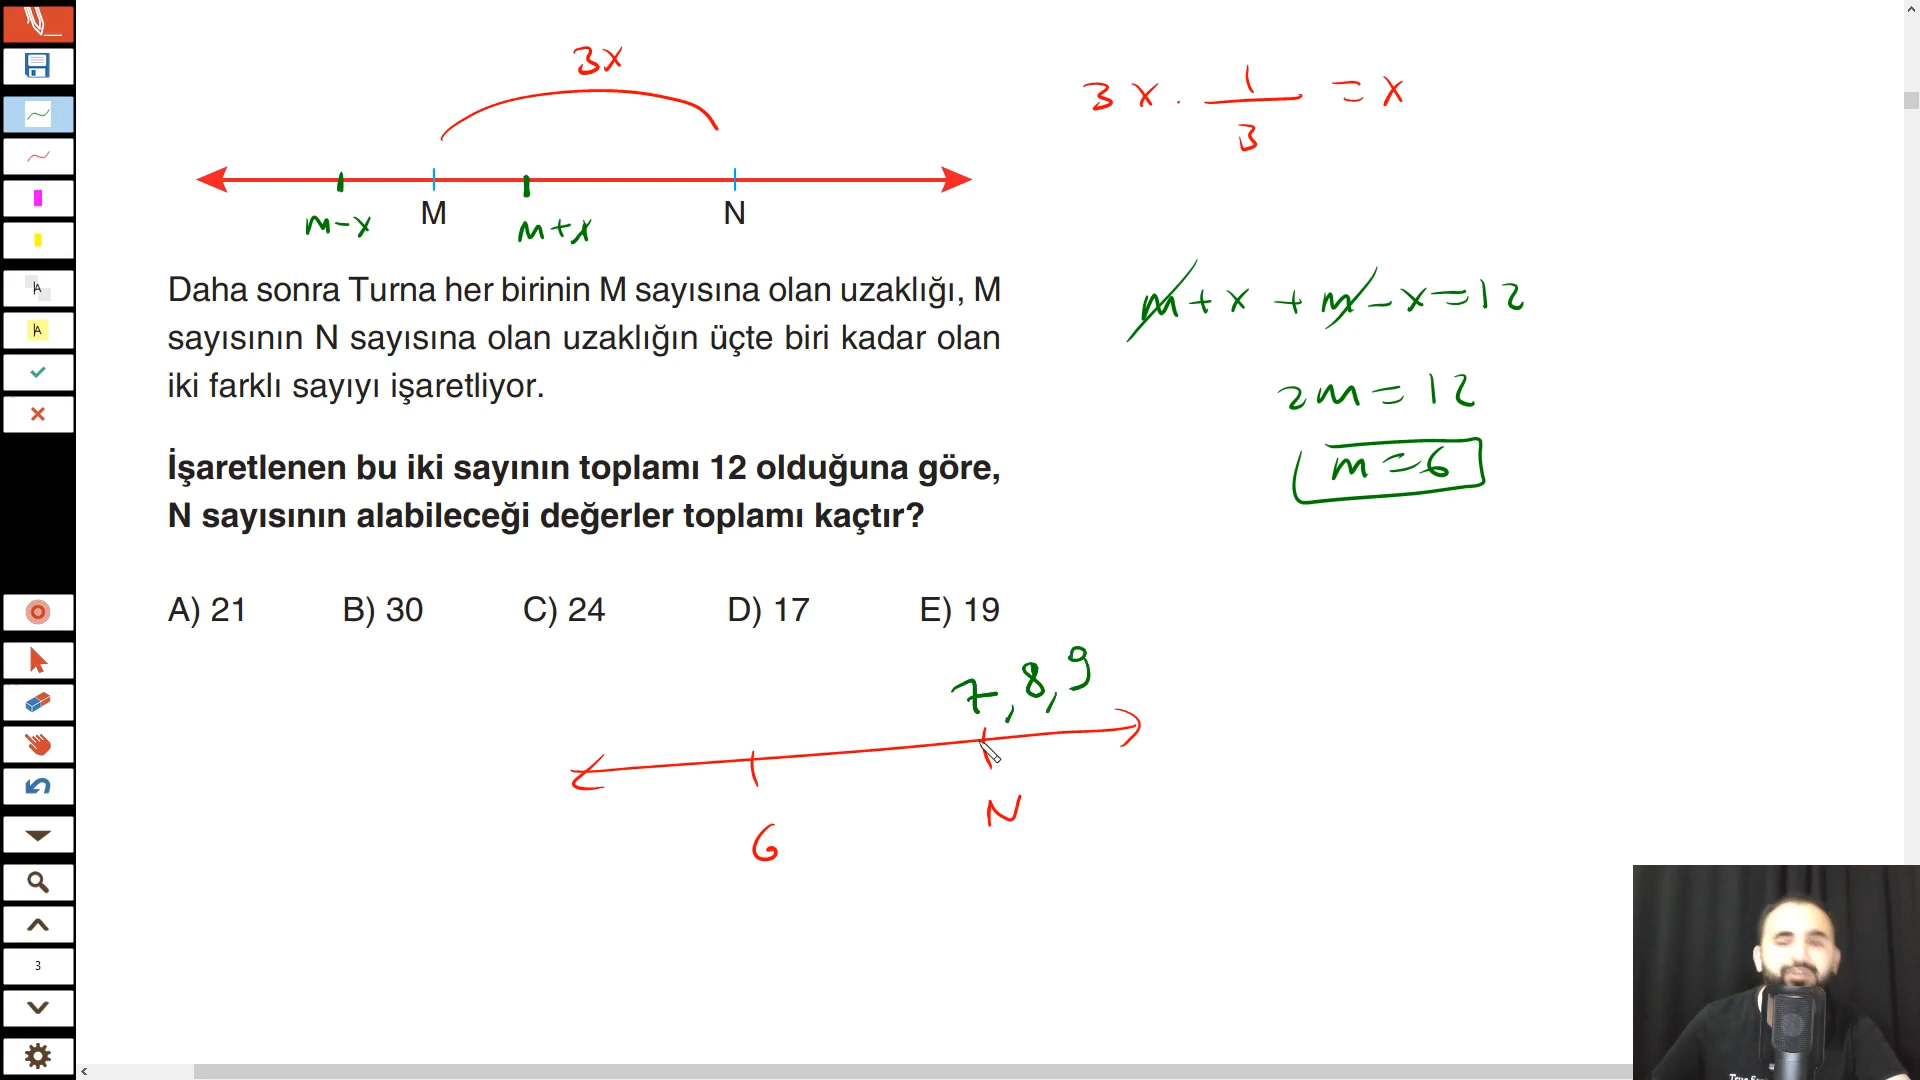 3x
3x · 1/3 = x
M N
m-x m+x
Daha sonra Turna her birinin M sayısına olan uzaklığı, M
sayısının N sayısına olan uzaklığın üçte biri kadar olan
iki farklı sayıyı işaretliyor.
m+x + m-x=12
2m=12
m=6
İşaretlenen bu iki sayının toplamı 12 olduğuna göre,
N sayısının alabileceği değerler toplamı kaçtır?
A) 21 B) 30 C) 24 D) 17 E) 19
7, 8, 9
N
6
3